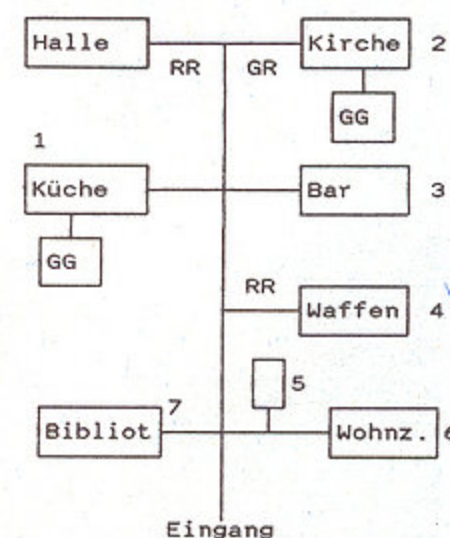 Halle
Kirche 2
RR GR
GG
1
Küche
Bar 3
GG
RR
Waffen 4
5
7
Bibliot
Wohnz. 6
Eingang